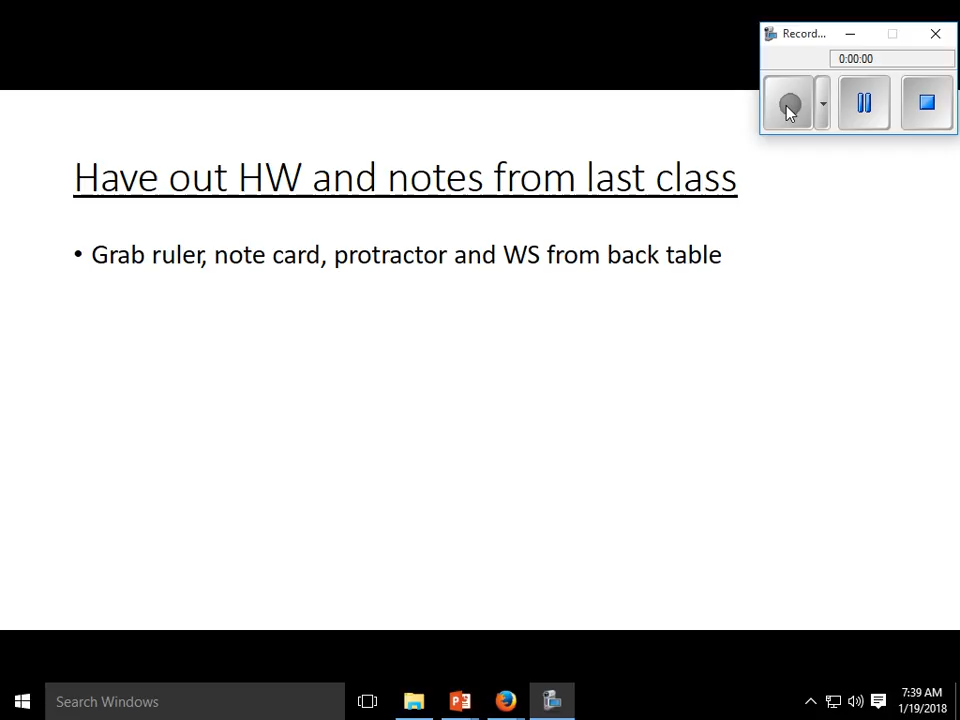 Record...
0:00:00
Have out HW and notes from last class
• Grab ruler, note card, protractor and WS from back table
Search Windows
7:39 AM
1/19/2018